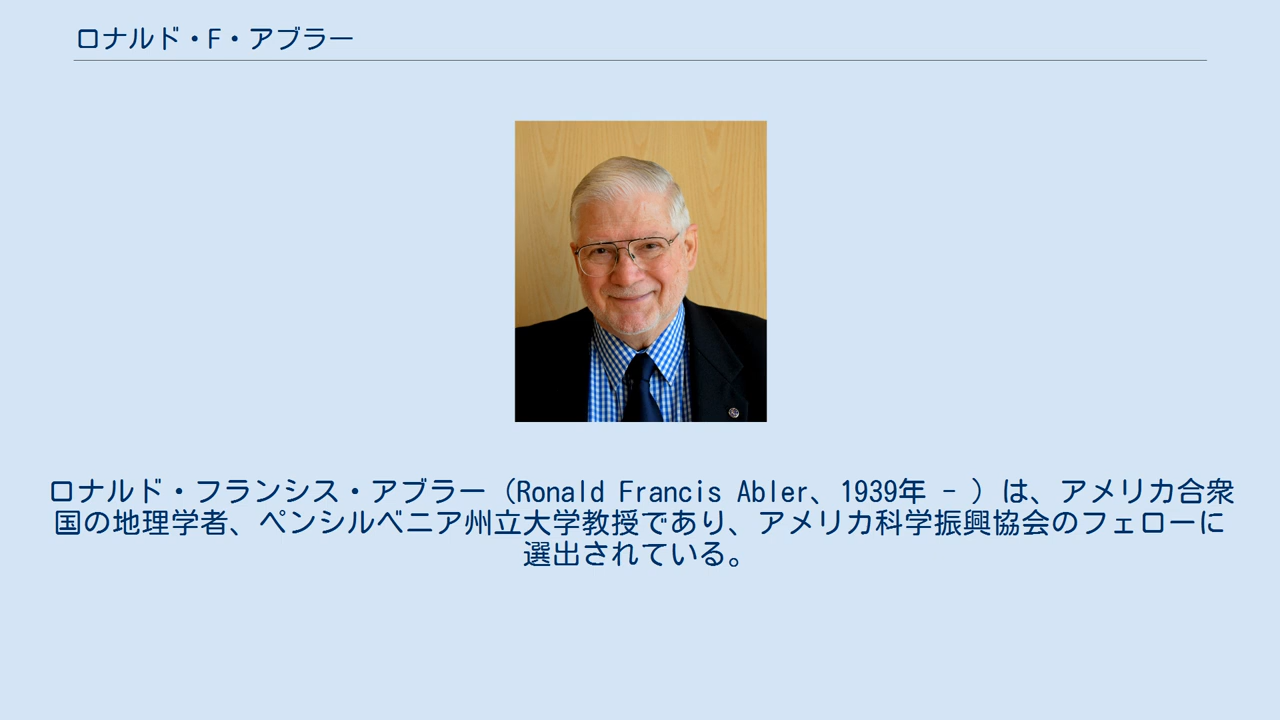 ロナルド・F・アブラー
ロナルド・フランシス・アブラー（Ronald Francis Abler、1939年 - ）は、アメリカ合衆
国の地理学者、ペンシルベニア州立大学教授であり、アメリカ科学振興協会のフェローに
選出されている。